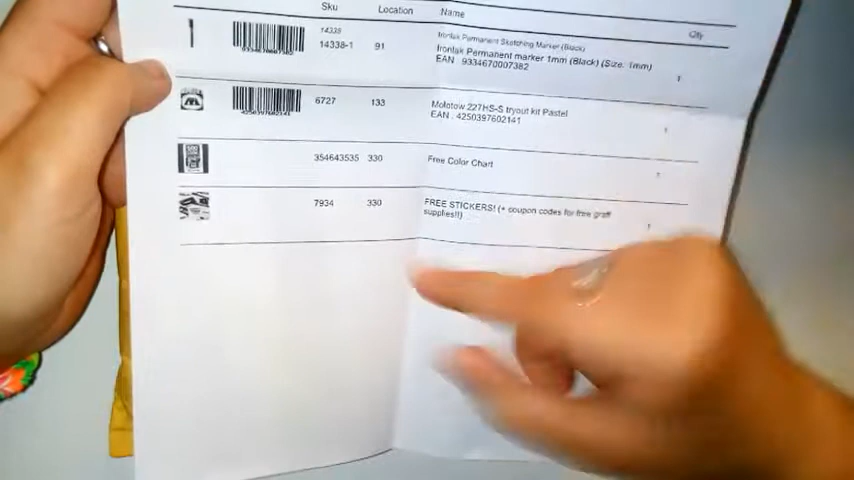 Sku Location Name Qty
14338 Ironlak Permanent Sketching Marker (Black)
14338-1 91 Ironlak Permanent marker 1mm (Black) (Size: 1mm) 1
EAN 9334670007382
9334670007382
6727 133 Molotow 227HS-S tryout kit Pastel 1
EAN : 4250397602141
4250397602141
354643535 330 Free Color Chart 1
7934 330 FREE STICKERS! (+ coupon codes for free graff 1
supplies!!)